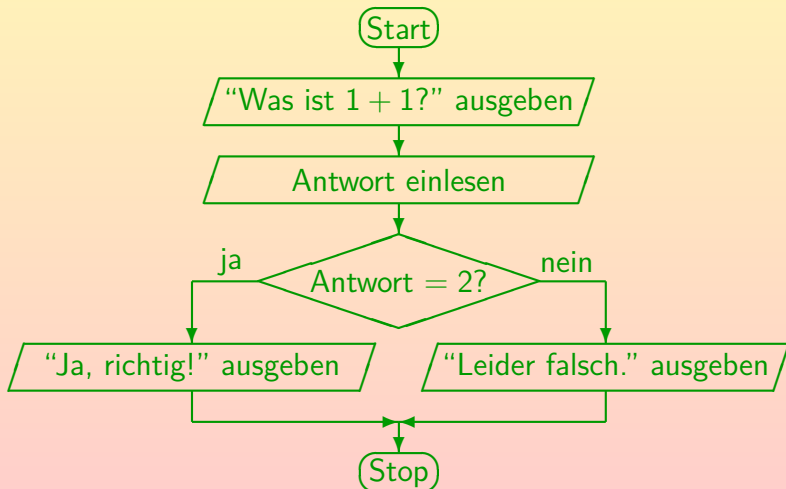 Start
“Was ist 1 + 1?” ausgeben
Antwort einlesen
ja
nein
Antwort = 2?
“Ja, richtig!” ausgeben
“Leider falsch.” ausgeben
Stop